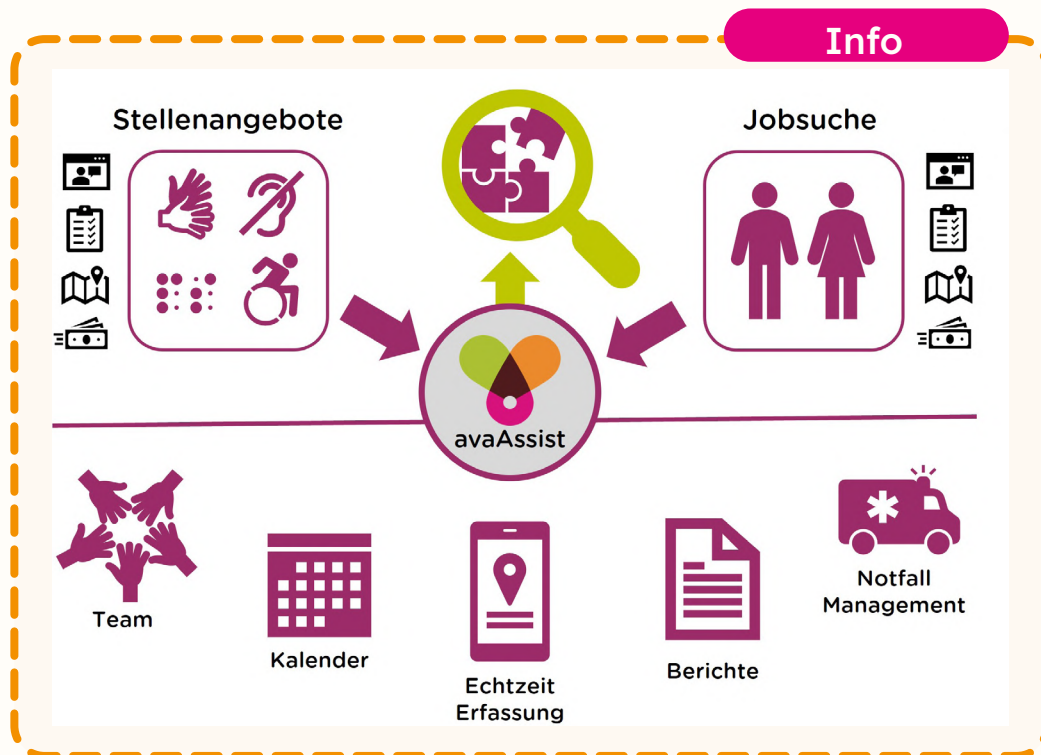 Info
Stellenangebote
Jobsuche
avaAssist
Team
Kalender
Echtzeit
Erfassung
Berichte
Notfall
Management